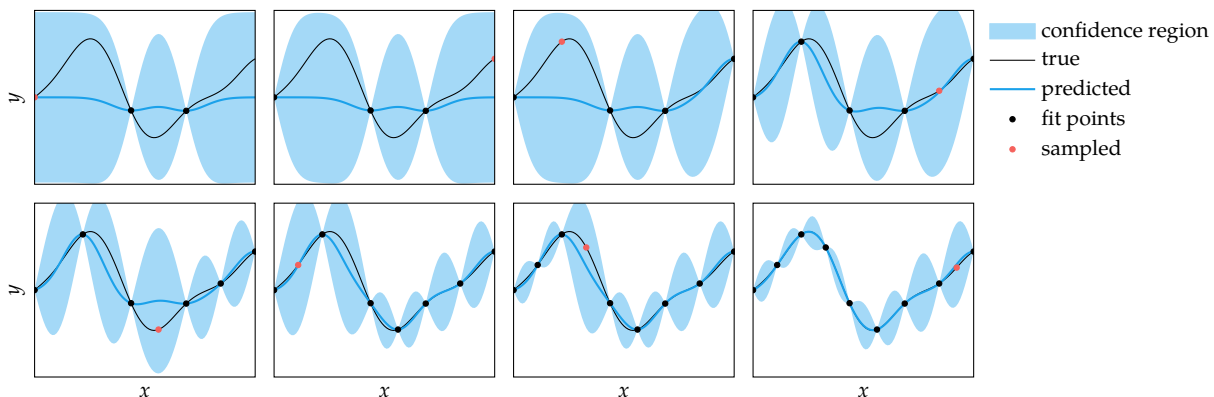 confidence region
true
predicted
fit points
sampled
y
y
x
x
x
x